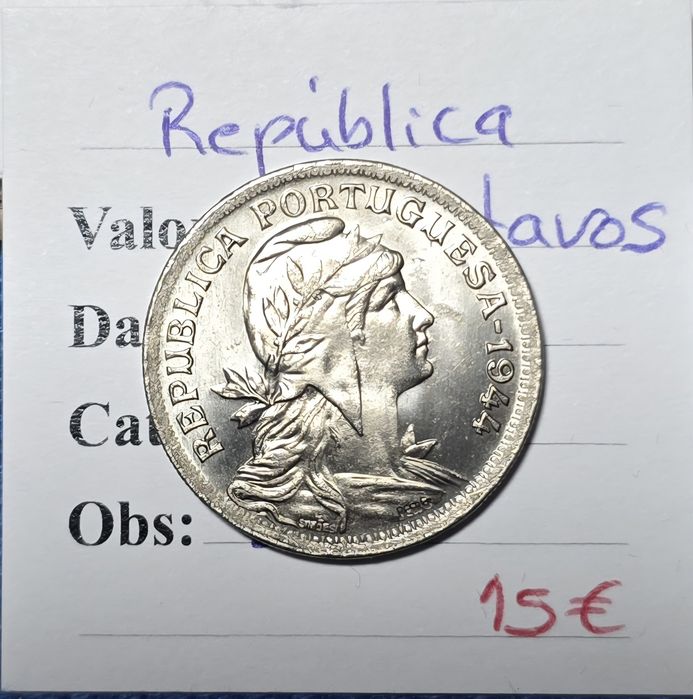 República
Valo
tavos
Da
Cat
Obs:
15€
REPUBLICA PORTUGUESA-1944